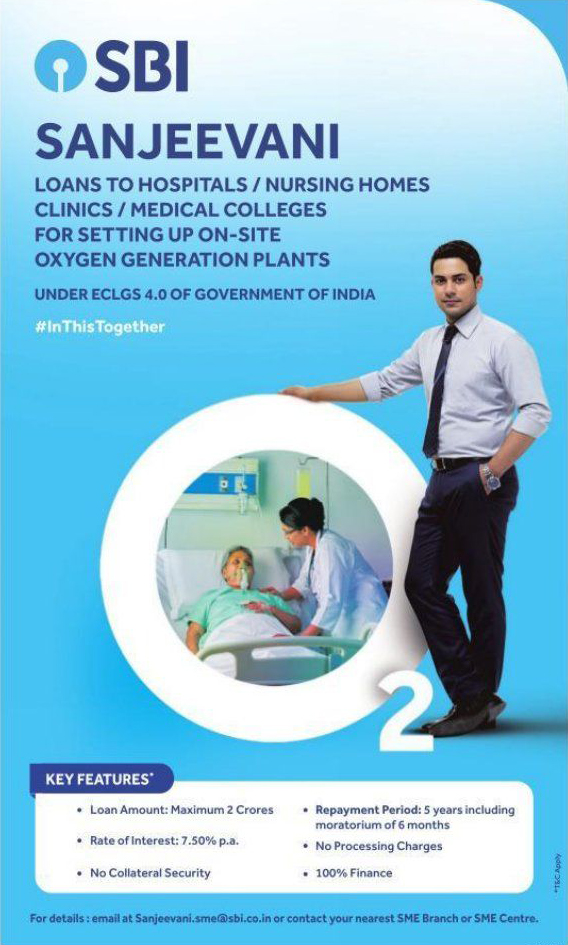 SBI
SANJEEVANI
LOANS TO HOSPITALS / NURSING HOMES
CLINICS / MEDICAL COLLEGES
FOR SETTING UP ON-SITE
OXYGEN GENERATION PLANTS
UNDER ECLGS 4.0 OF GOVERNMENT OF INDIA
#InThisTogether
O2
KEY FEATURES*
• Loan Amount: Maximum 2 Crores
• Rate of Interest: 7.50% p.a.
• No Collateral Security
• Repayment Period: 5 years including
moratorium of 6 months
• No Processing Charges
• 100% Finance
*T&C Apply
For details : email at Sanjeevani.sme@sbi.co.in or contact your nearest SME Branch or SME Centre.